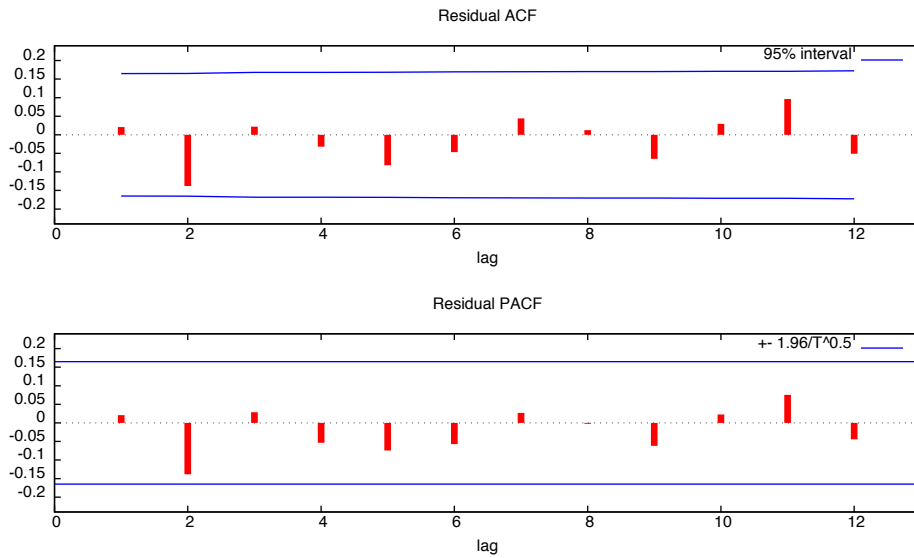 Residual ACF
95% interval
0.2
0.15
0.1
0.05
0
-0.05
-0.1
-0.15
-0.2
0 2 4 6 8 10 12
lag
Residual PACF
+- 1.96/T^0.5
0.2
0.15
0.1
0.05
0
-0.05
-0.1
-0.15
-0.2
0 2 4 6 8 10 12
lag